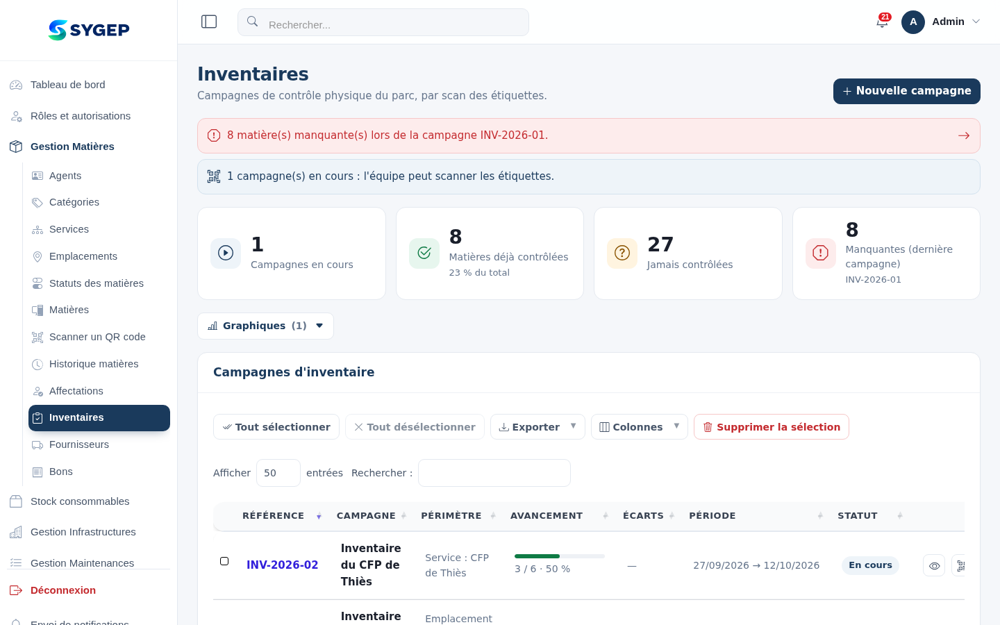 SYGEP
Rechercher...
21
A
Admin
Tableau de bord
Rôles et autorisations
Gestion Matières
Agents
Catégories
Services
Emplacements
Statuts des matières
Matières
Scanner un QR code
Historique matières
Affectations
Inventaires
Fournisseurs
Bons
Stock consommables
Gestion Infrastructures
Gestion Maintenances
Déconnexion
Envoi de notifications
Inventaires
Campagnes de contrôle physique du parc, par scan des étiquettes.
Nouvelle campagne
8 matière(s) manquante(s) lors de la campagne INV-2026-01.
1 campagne(s) en cours : l'équipe peut scanner les étiquettes.
1
Campagnes en cours
8
Matières déjà contrôlées
23 % du total
27
Jamais contrôlées
8
Manquantes (dernière
campagne)
INV-2026-01
Graphiques (1)
Campagnes d'inventaire
Tout sélectionner
Tout désélectionner
Exporter
Colonnes
Supprimer la sélection
Afficher 50 entrées Rechercher :
RÉFÉRENCE CAMPAGNE PÉRIMÈTRE AVANCEMENT ÉCARTS PÉRIODE STATUT
INV-2026-02
Inventaire
du CFP de
Thiès
Service : CFP
de Thiès
3 / 6 · 50 %
—
27/09/2026 → 12/10/2026
En cours
Inventaire
Emplacement